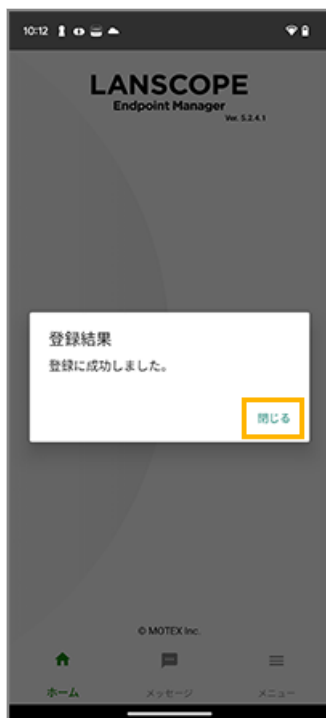 10:12
LANSCOPE
Endpoint Manager
Ver. 5.2.4.1
登録結果
登録に成功しました。
閉じる
© MOTEX Inc.
ホーム メッセージ メニュー